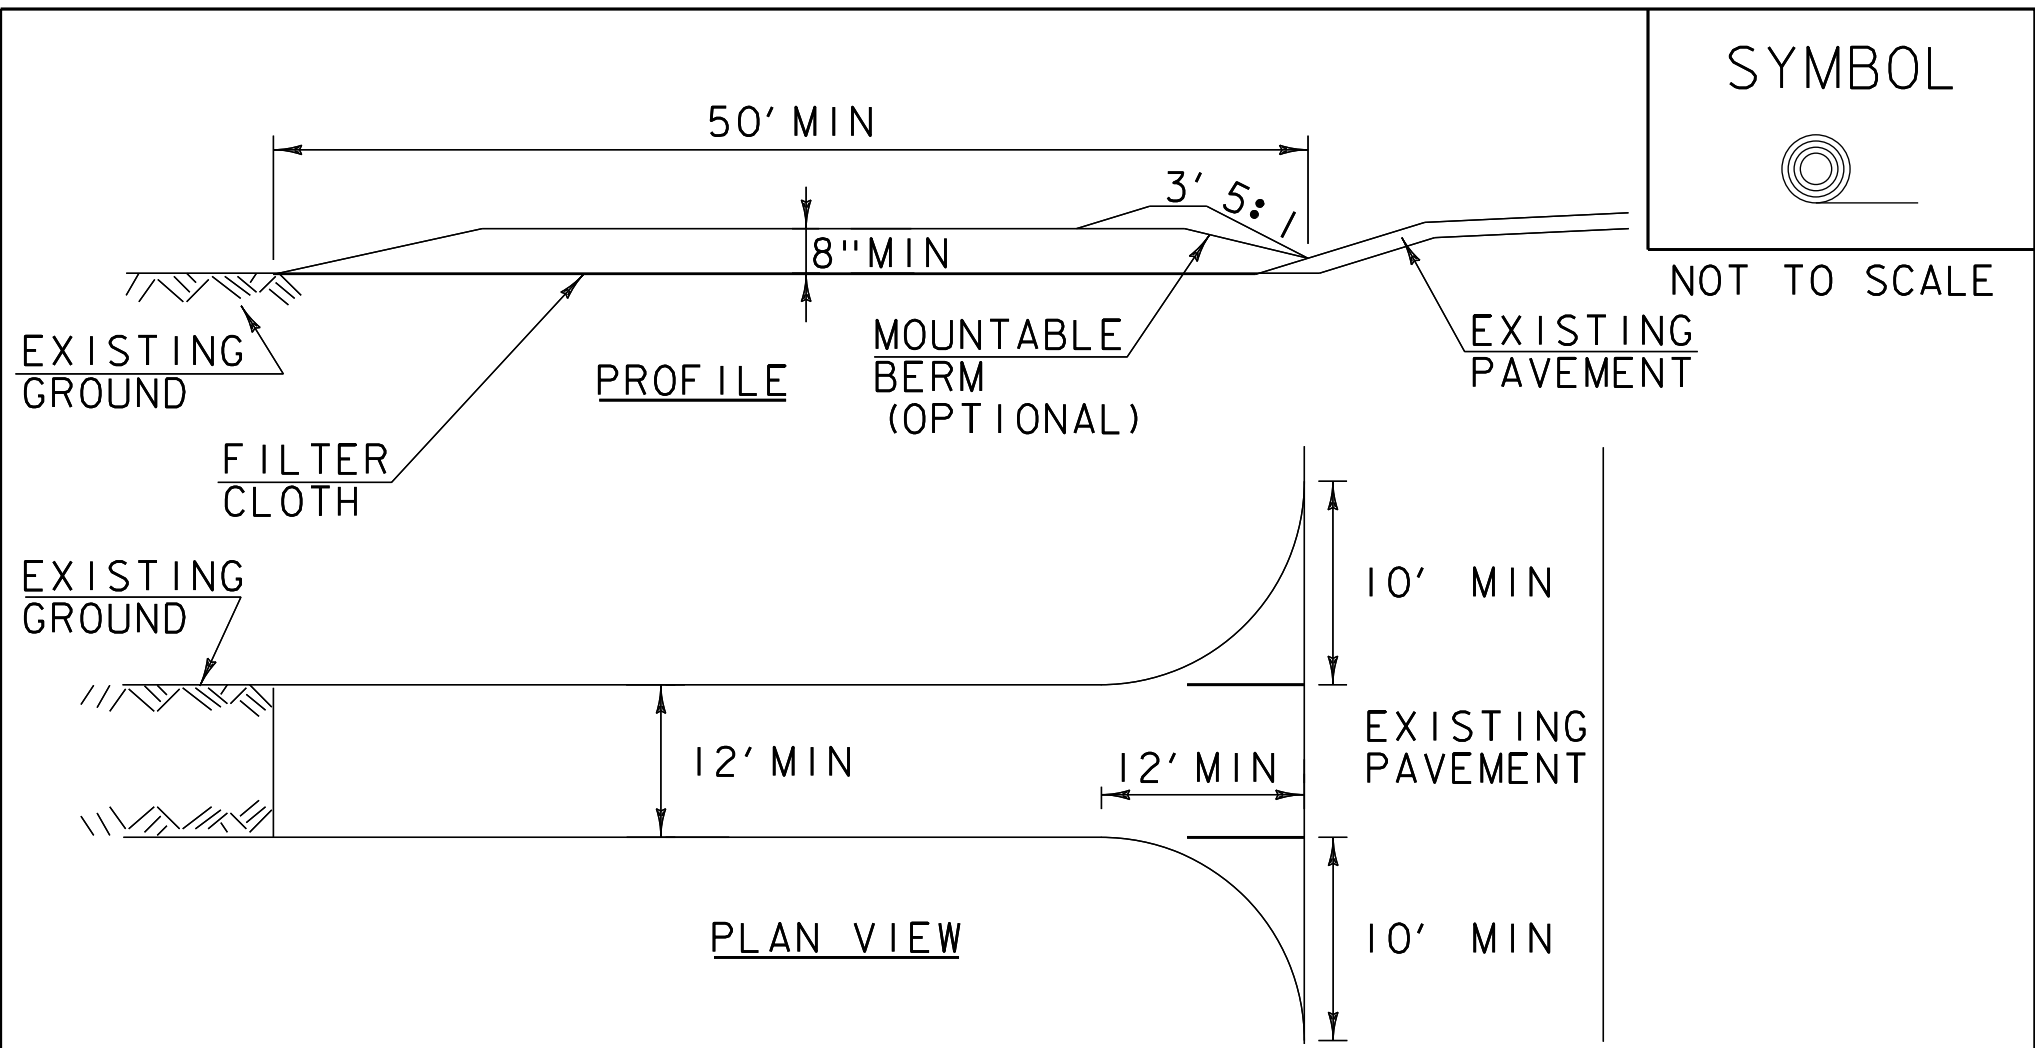 SYMBOL
50' MIN
3' 5:1
8" MIN
NOT TO SCALE
EXISTING
GROUND
MOUNTABLE
BERM
(OPTIONAL)
EXISTING
PAVEMENT
PROFILE
FILTER
CLOTH
EXISTING
GROUND
10' MIN
12' MIN
12' MIN
EXISTING
PAVEMENT
10' MIN
PLAN VIEW